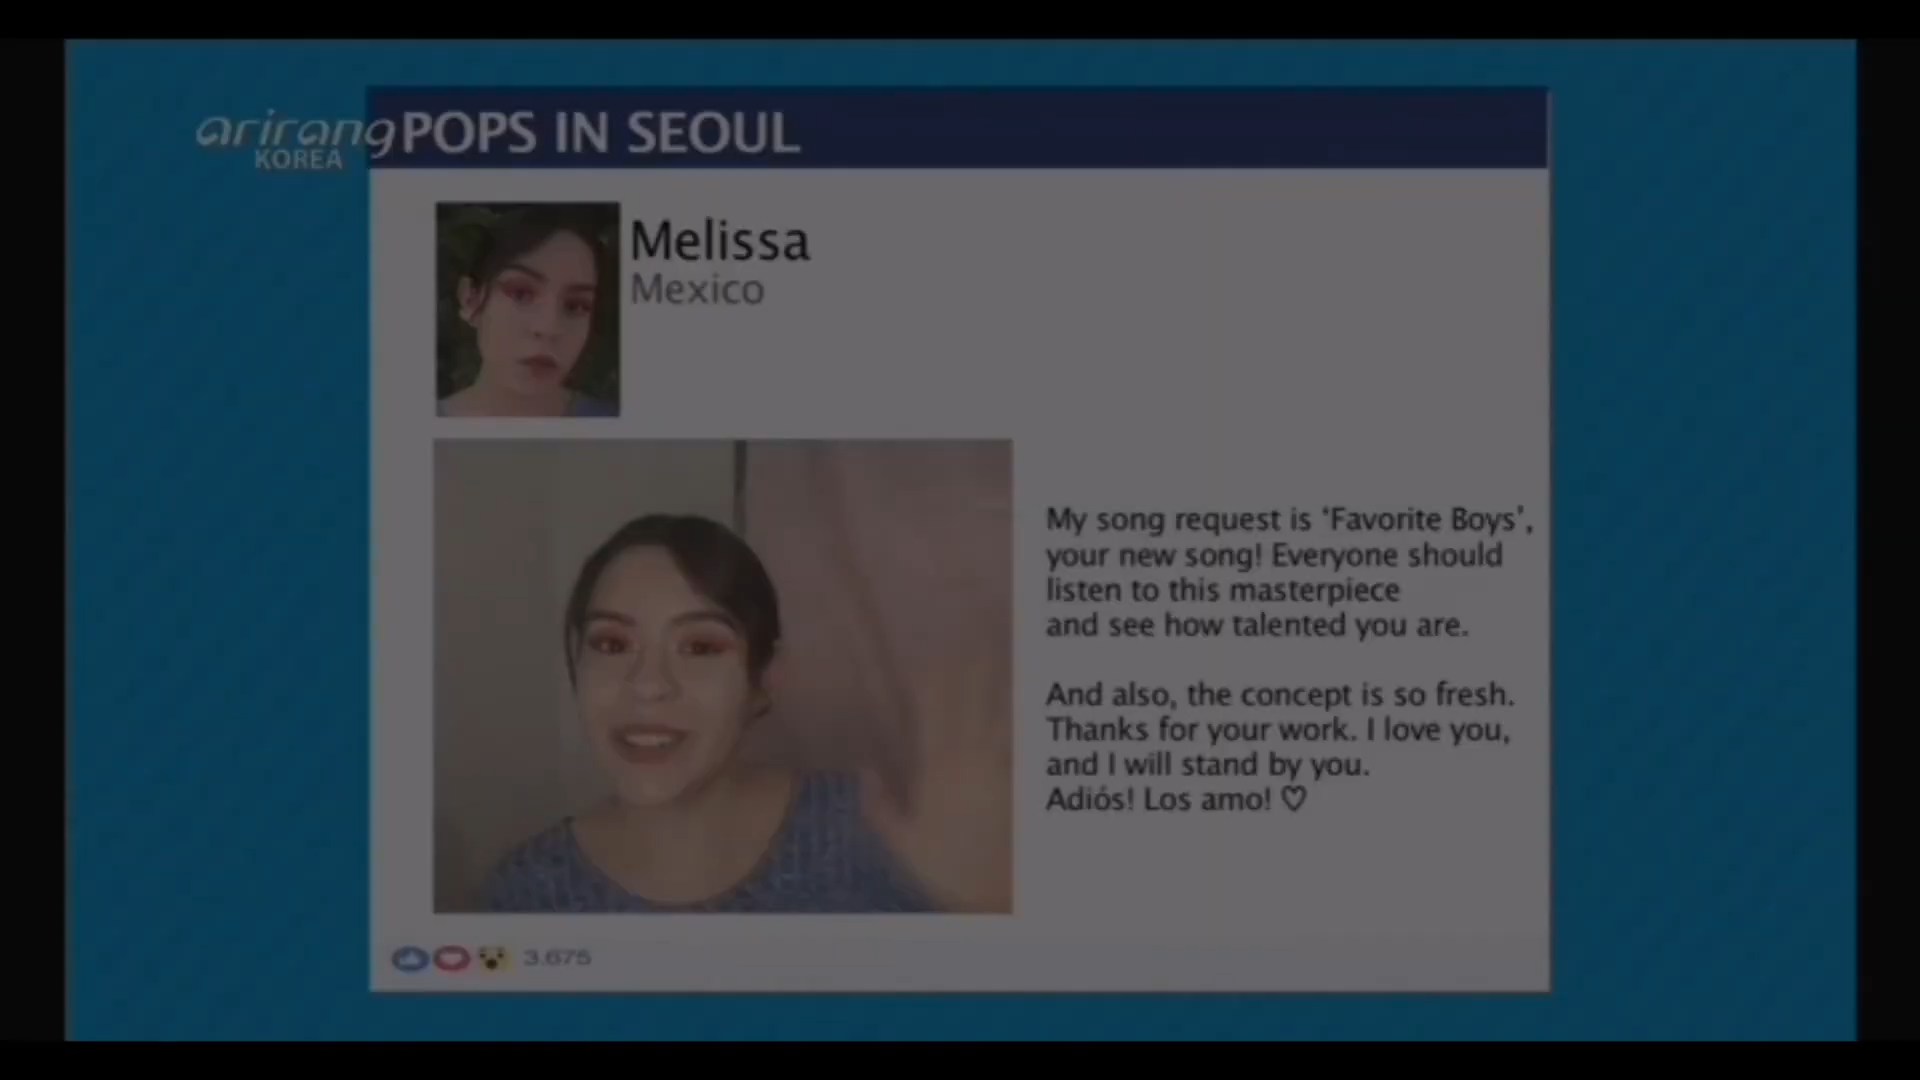 arirang
KOREA
POPS IN SEOUL
Melissa
Mexico
My song request is ‘Favorite Boys’,
your new song! Everyone should
listen to this masterpiece
and see how talented you are.
And also, the concept is so fresh.
Thanks for your work. I love you,
and I will stand by you.
Adiós! Los amo! ♡
3.675